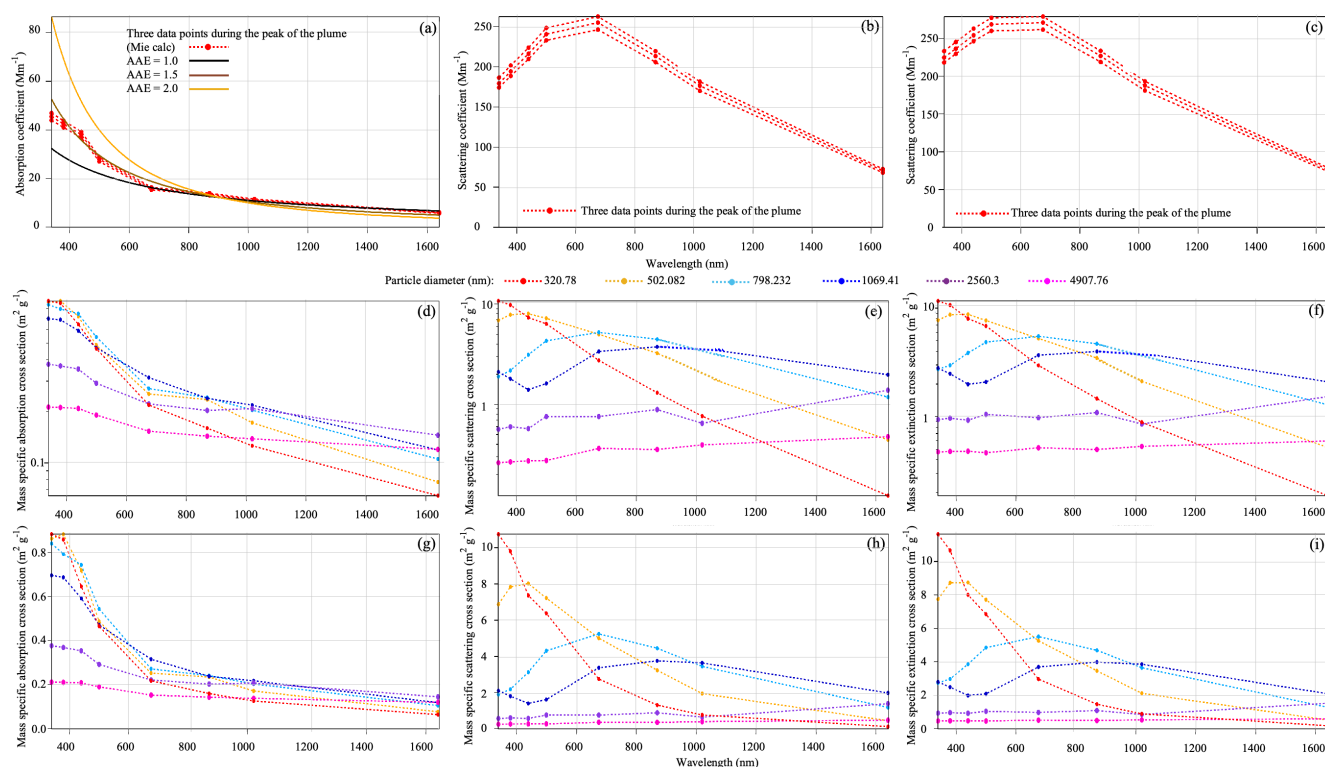 (a)
Three data points during the peak of the plume
(Mie calc)
AAE = 1.0
AAE = 1.5
AAE = 2.0
Absorption coefficient (Mm⁻¹)
80
60
40
20
0
400 600 800 1000 1200 1400 1600
(b)
Scattering coefficient (Mm⁻¹)
250
200
150
100
50
0
Three data points during the peak of the plume
400 600 800 1000 1200 1400 1600
(c)
Scattering coefficient (Mm⁻¹)
250
200
150
100
50
0
Three data points during the peak of the plume
400 600 800 1000 1200 1400 1600
Wavelength (nm)
Particle diameter (nm): 320.78 502.082 798.232 1069.41 2560.3 4907.76
(d)
Mass specific absorption cross section (m² g⁻¹)
0.1
400 600 800 1000 1200 1400 1600
(e)
Mass specific scattering cross section (m² g⁻¹)
10
1
400 600 800 1000 1200 1400 1600
(f)
Mass specific extinction cross section (m² g⁻¹)
10
1
400 600 800 1000 1200 1400 1600
(g)
Mass specific absorption cross section (m² g⁻¹)
0.8
0.6
0.4
0.2
0.0
400 600 800 1000 1200 1400 1600
(h)
Mass specific scattering cross section (m² g⁻¹)
10
8
6
4
2
0
400 600 800 1000 1200 1400 1600
(i)
Mass specific extinction cross section (m² g⁻¹)
10
8
6
4
2
0
400 600 800 1000 1200 1400 1600
Wavelength (nm)